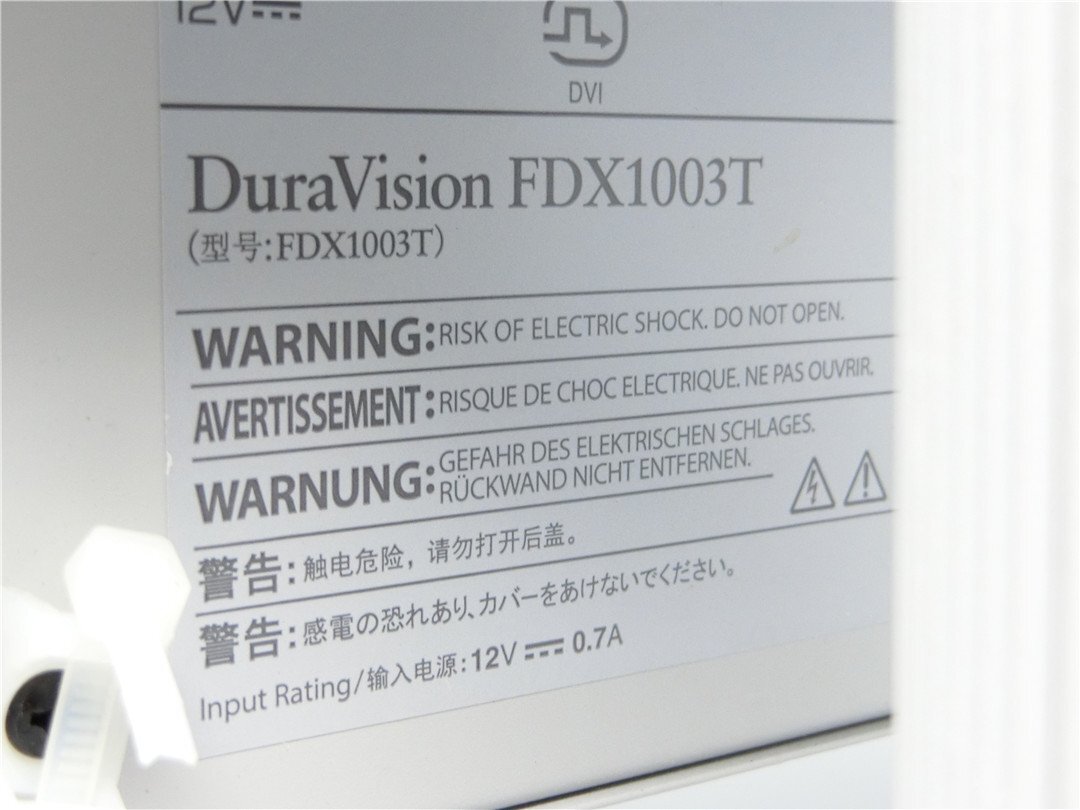 12V⎓
DVI
DuraVision FDX1003T
(型号:FDX1003T)
WARNING: RISK OF ELECTRIC SHOCK. DO NOT OPEN.
AVERTISSEMENT: RISQUE DE CHOC ELECTRIQUE. NE PAS OUVRIR.
WARNUNG: GEFAHR DES ELEKTRISCHEN SCHLAGES.
RÜCKWAND NICHT ENTFERNEN.
警告: 触电危险，请勿打开后盖。
警告: 感電の恐れあり、カバーをあけないでください。
Input Rating/输入电源: 12V ⎓ 0.7A